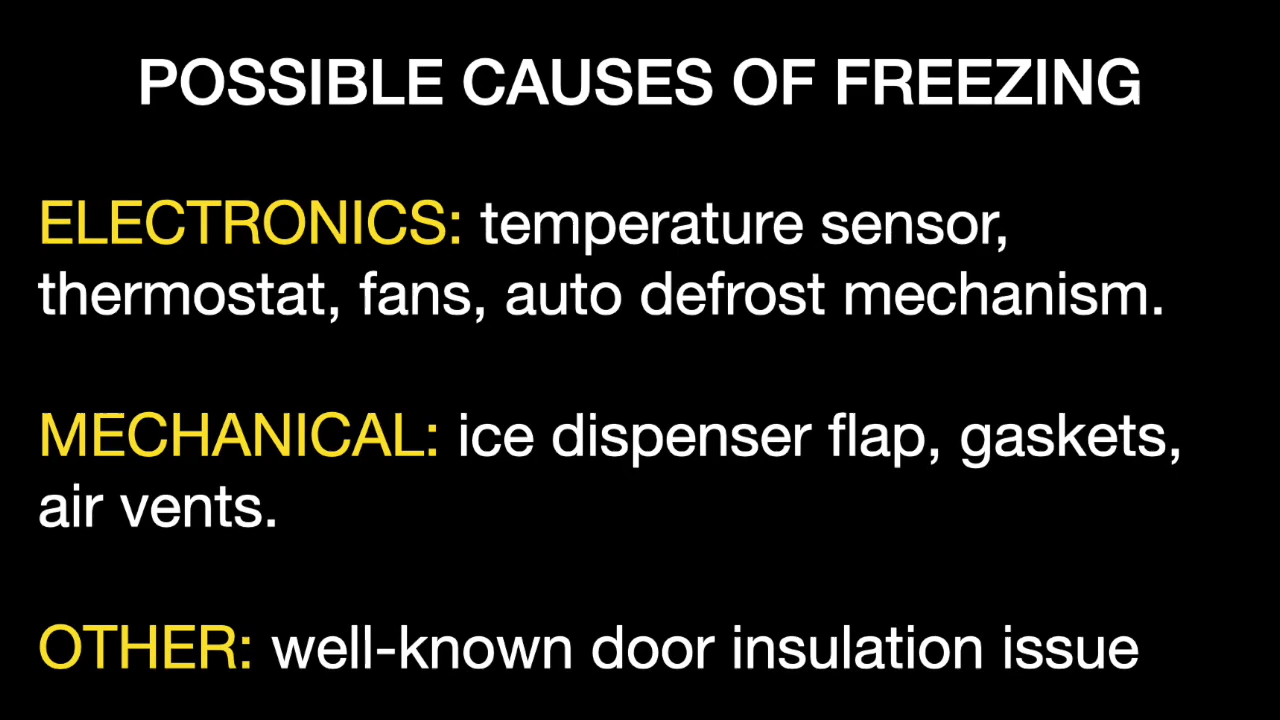 POSSIBLE CAUSES OF FREEZING
ELECTRONICS: temperature sensor,
thermostat, fans, auto defrost mechanism.
MECHANICAL: ice dispenser flap, gaskets,
air vents.
OTHER: well-known door insulation issue